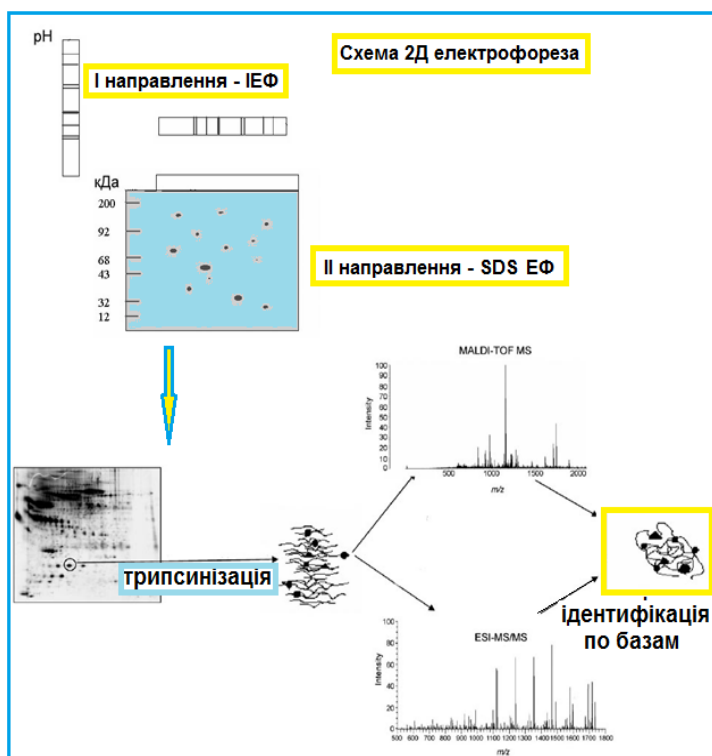 pH
Схема 2Д електрофореза
І направлення - ІЕФ
кДа
200
92
68
43
32
12
ІІ направлення - SDS ЕФ
MALDI-TOF MS
Intensity
100
90
80
70
60
50
40
30
20
10
0
500 1000 1500 2000
m/z
трипсинізація
ідентифікація
по базам
ESI-MS/MS
Intensity
100
80
60
40
20
0
500 600 700 800 900 1000 1100 1200 1300 1400 1500 1600 1700 1800
m/z